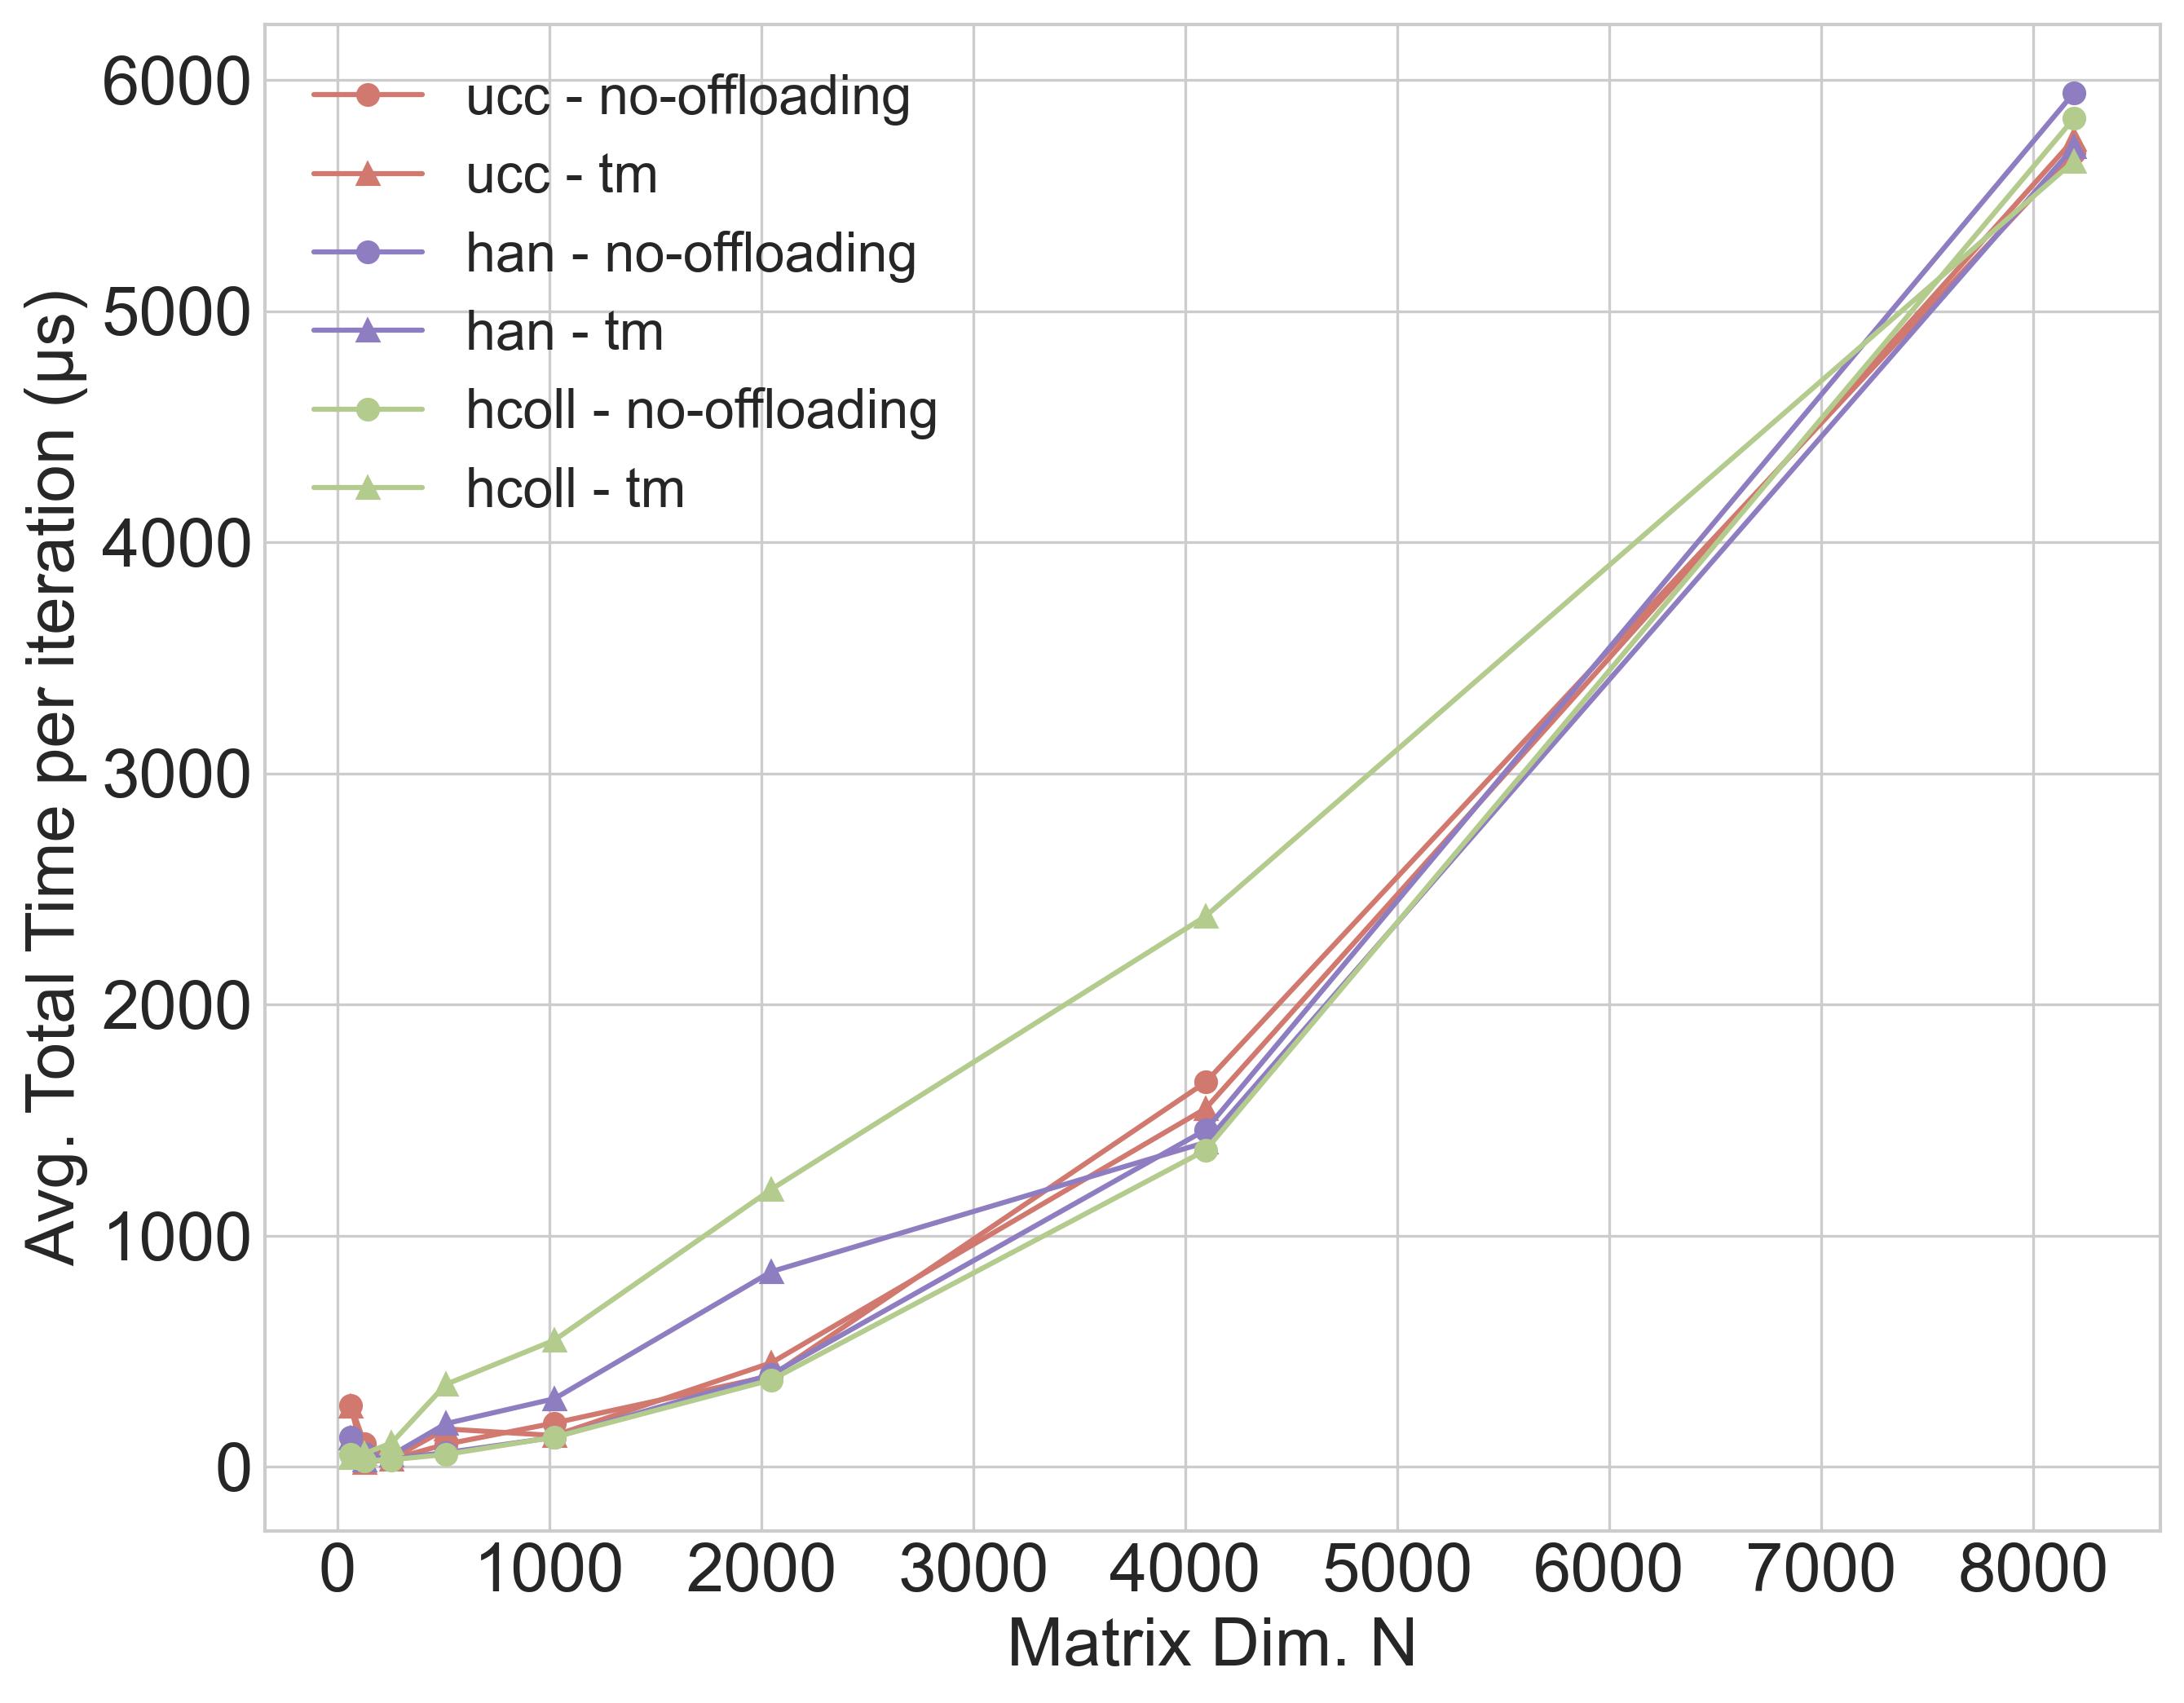 6000
5000
4000
3000
2000
1000
0
Avg. Total Time per iteration (µs)
ucc - no-offloading
ucc - tm
han - no-offloading
han - tm
hcoll - no-offloading
hcoll - tm
0 1000 2000 3000 4000 5000 6000 7000 8000
Matrix Dim. N